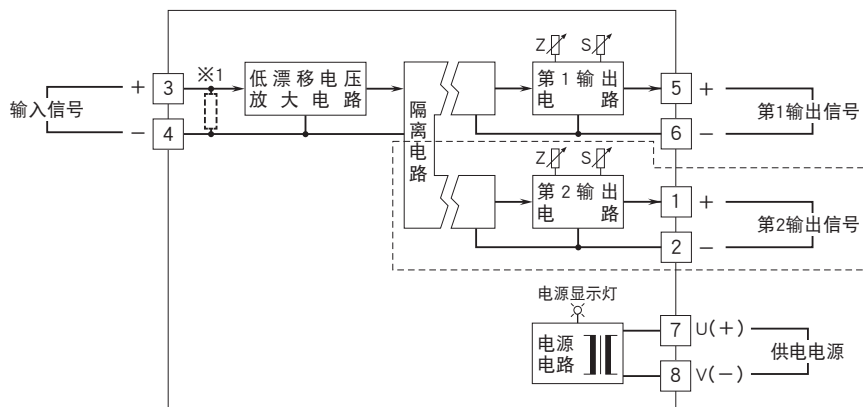 ※1
输入信号
+
−
3
4
低漂移电压
放大电路
隔离电路
Z
S
第1输出
电路
5
6
+
−
第1输出信号
Z
S
第2输出
电路
1
2
+
−
第2输出信号
电源显示灯
电源
电路
7
8
U(+)
V(−)
供电电源